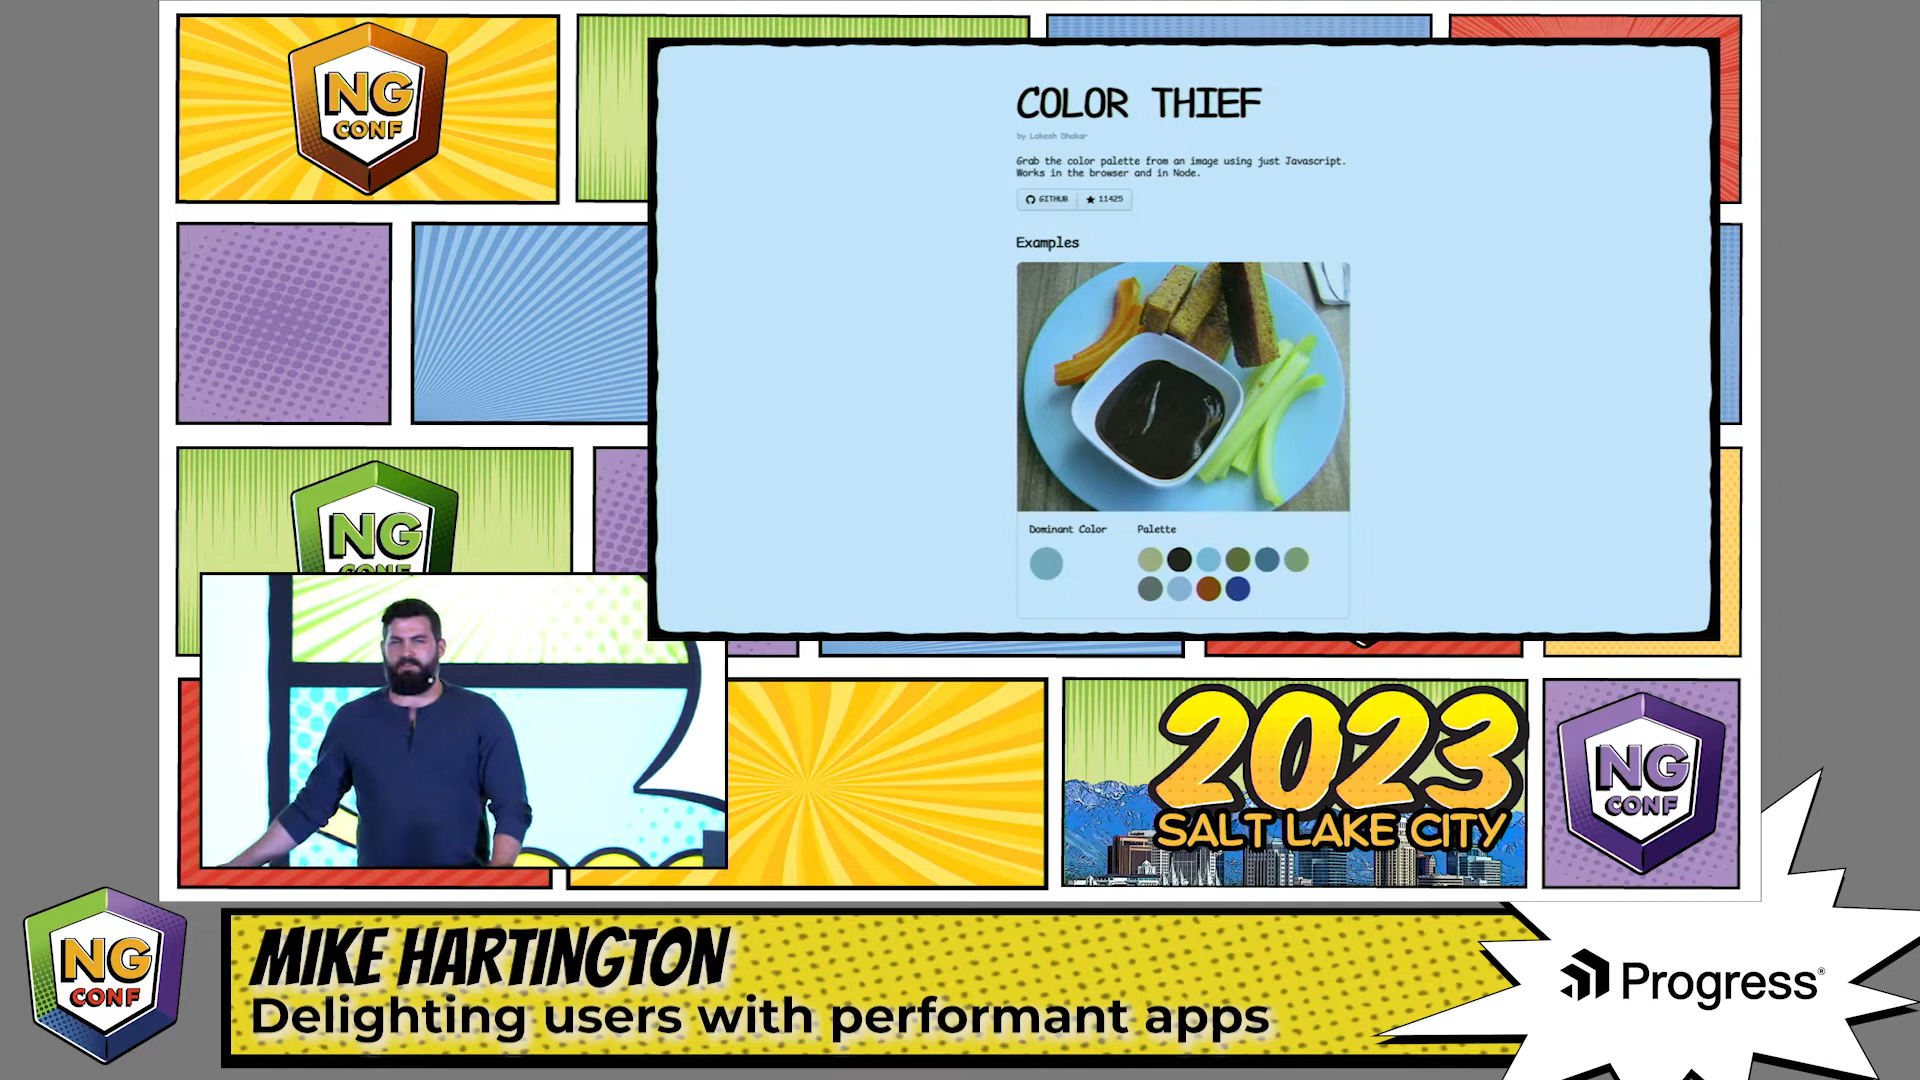 NG
CONF
COLOR THIEF
by Lokesh Dhakar
Grab the color palette from an image using just Javascript.
Works in the browser and in Node.
GITHUB
★ 11425
Examples
NG
CONF
Dominant Color
Palette
2023
SALT LAKE CITY
NG
CONF
NG
CONF
MIKE HARTINGTON
Delighting users with performant apps
Progress®